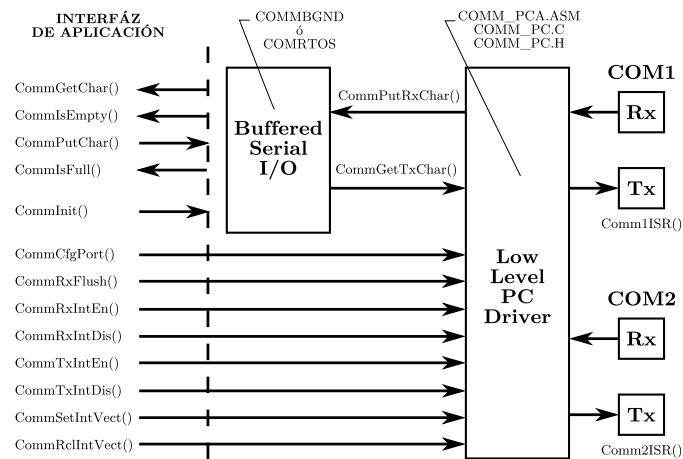 INTERFÁZ
DE APLICACIÓN
COMMBGND
ó
COMRTOS
COMM_PCA.ASM
COMM_PC.C
COMM_PC.H
CommGetChar()
CommIsEmpty()
CommPutChar()
CommIsFull()
CommInit()
CommCfgPort()
CommRxFlush()
CommRxIntEn()
CommRxIntDis()
CommTxIntEn()
CommTxIntDis()
CommSetIntVect()
CommRclIntVect()
Buffered
Serial
I/O
CommPutRxChar()
CommGetTxChar()
Low
Level
PC
Driver
COM1
Rx
Tx
Comm1ISR()
COM2
Rx
Tx
Comm2ISR()